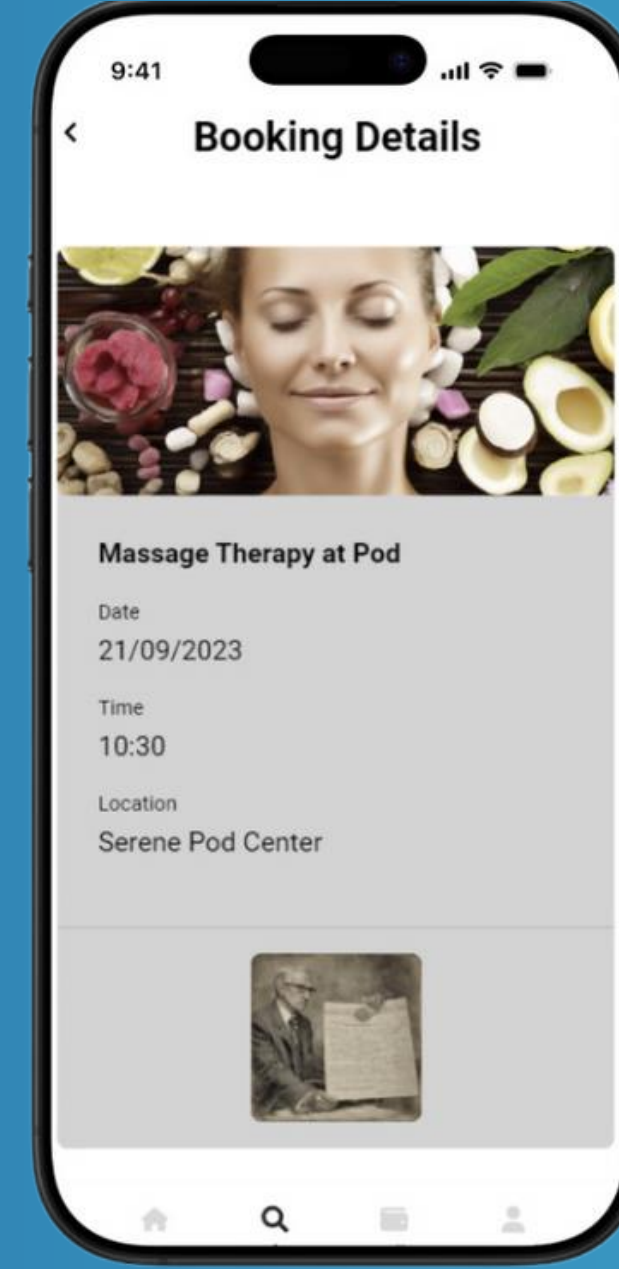 9:41
Booking Details
Massage Therapy at Pod
Date
21/09/2023
Time
10:30
Location
Serene Pod Center